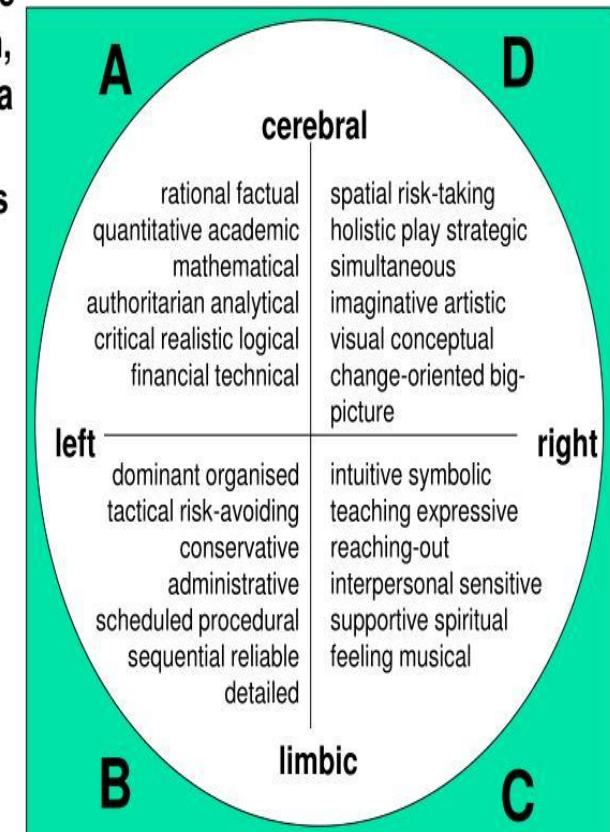 ,
a
s
A
D
cerebral
rational factual
quantitative academic
mathematical
authoritarian analytical
critical realistic logical
financial technical
spatial risk-taking
holistic play strategic
simultaneous
imaginative artistic
visual conceptual
change-oriented big-
picture
left
right
dominant organised
tactical risk-avoiding
conservative
administrative
scheduled procedural
sequential reliable
detailed
intuitive symbolic
teaching expressive
reaching-out
interpersonal sensitive
supportive spiritual
feeling musical
limbic
B
C